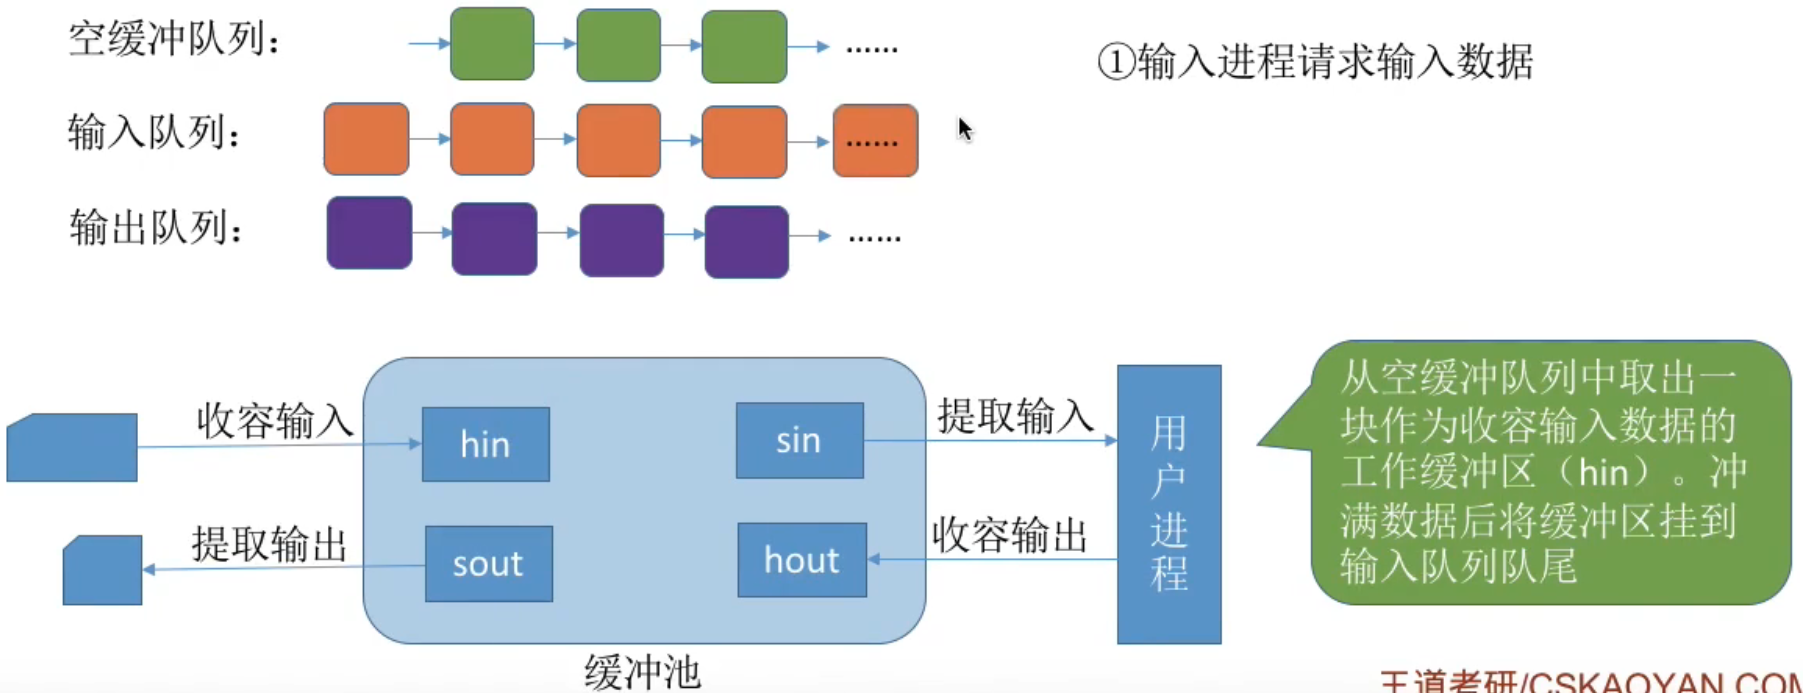 空缓冲队列：
……
①输入进程请求输入数据
输入队列：
……
输出队列：
……
收容输入
hin
sin
提取输入
提取输出
sout
hout
收容输出
用户进程
从空缓冲队列中取出一
块作为收容输入数据的
工作缓冲区（hin）。冲
满数据后将缓冲区挂到
输入队列队尾
缓冲池
王道考研/CSKAOYAN.COM